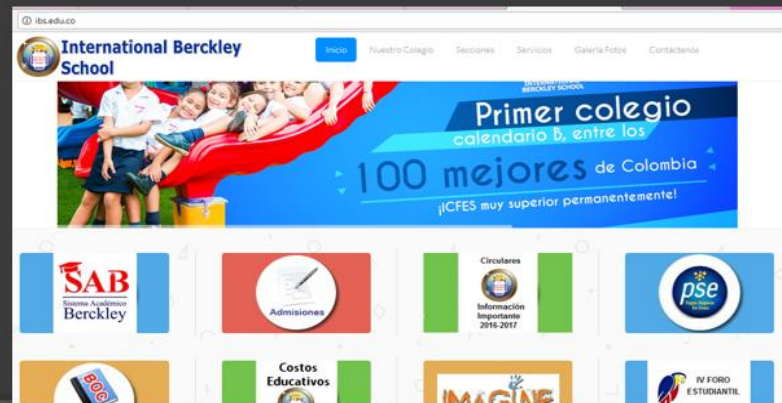 ibs.edu.co
International Berckley
School
Inicio
Nuestro Colegio
Secciones
Servicios
Galería Fotos
Contáctenos
INTERNATIONAL
BERCKLEY SCHOOL
Primer colegio
calendario B, entre los
100 mejores de Colombia
¡ICFES muy superior permanentemente!
SAB
Sistema Académico
Berckley
Admisiones
Circulares
Información
Importante
2016-2017
pse
Costos
Educativos
IMAGINE
IV FORO
ESTUDIANTIL